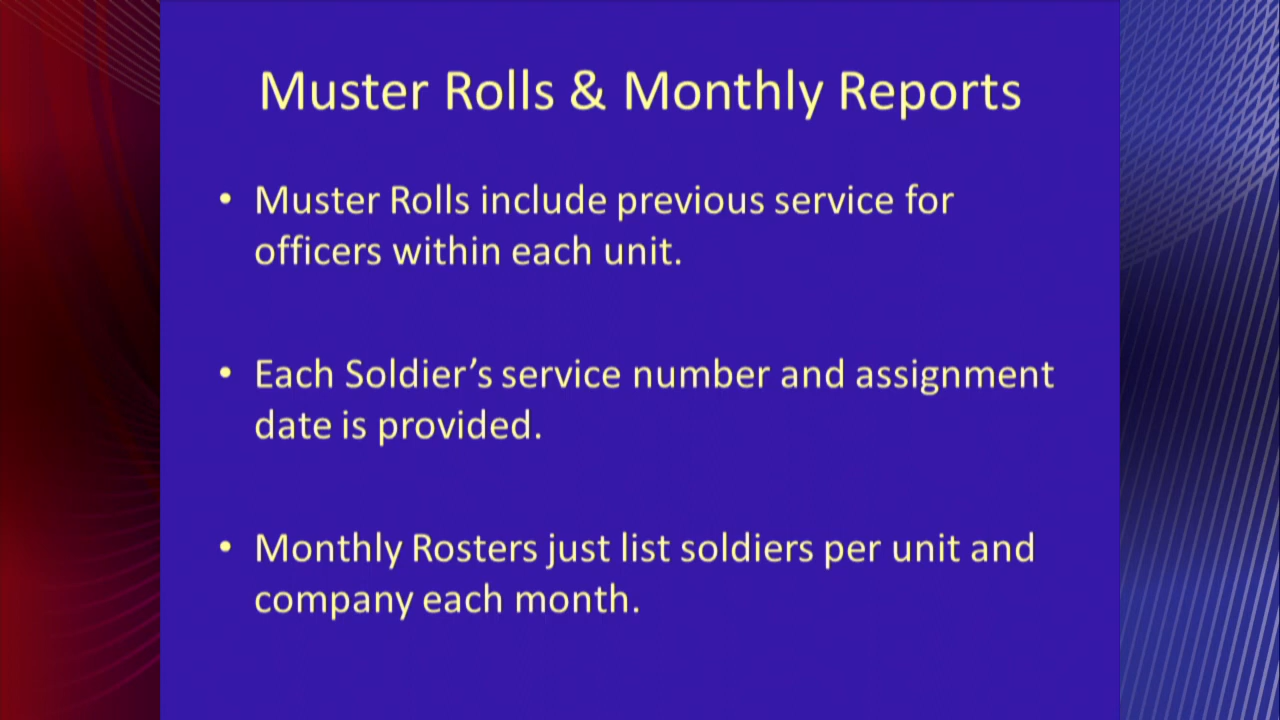 Muster Rolls & Monthly Reports
• Muster Rolls include previous service for
officers within each unit.
• Each Soldier’s service number and assignment
date is provided.
• Monthly Rosters just list soldiers per unit and
company each month.